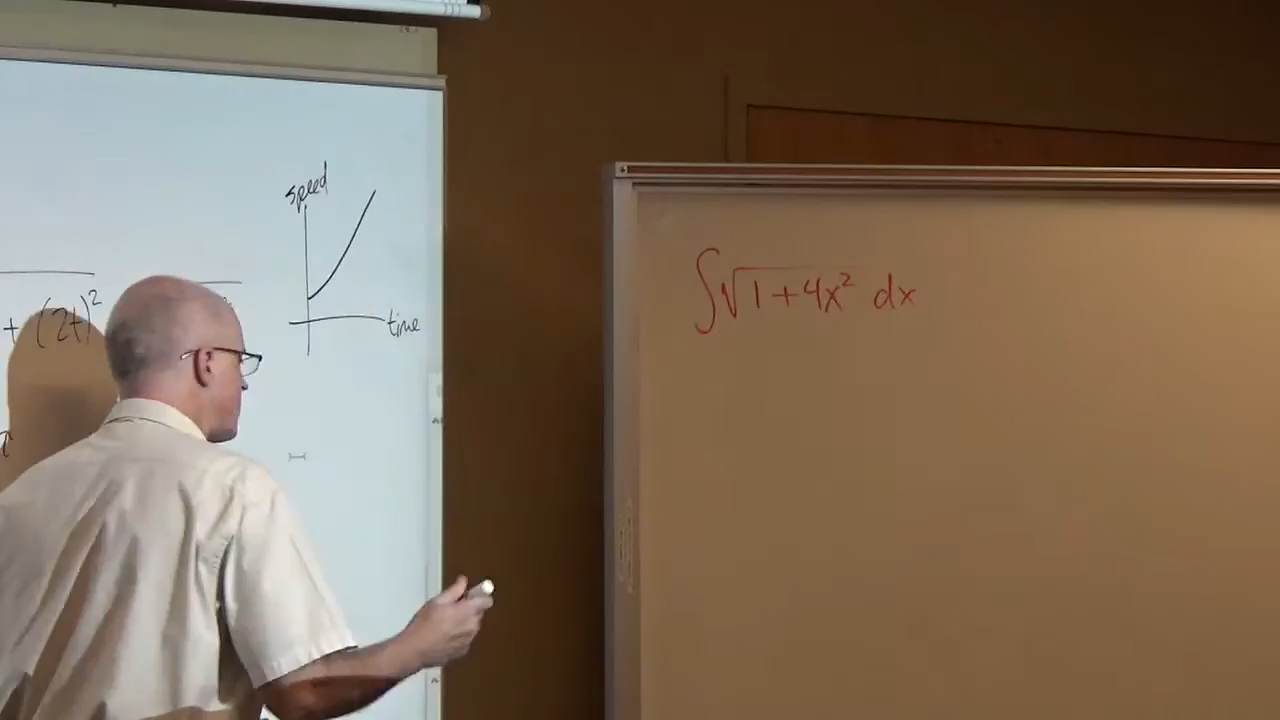 speed
+ (2t)²
time
∫√1+4x² dx